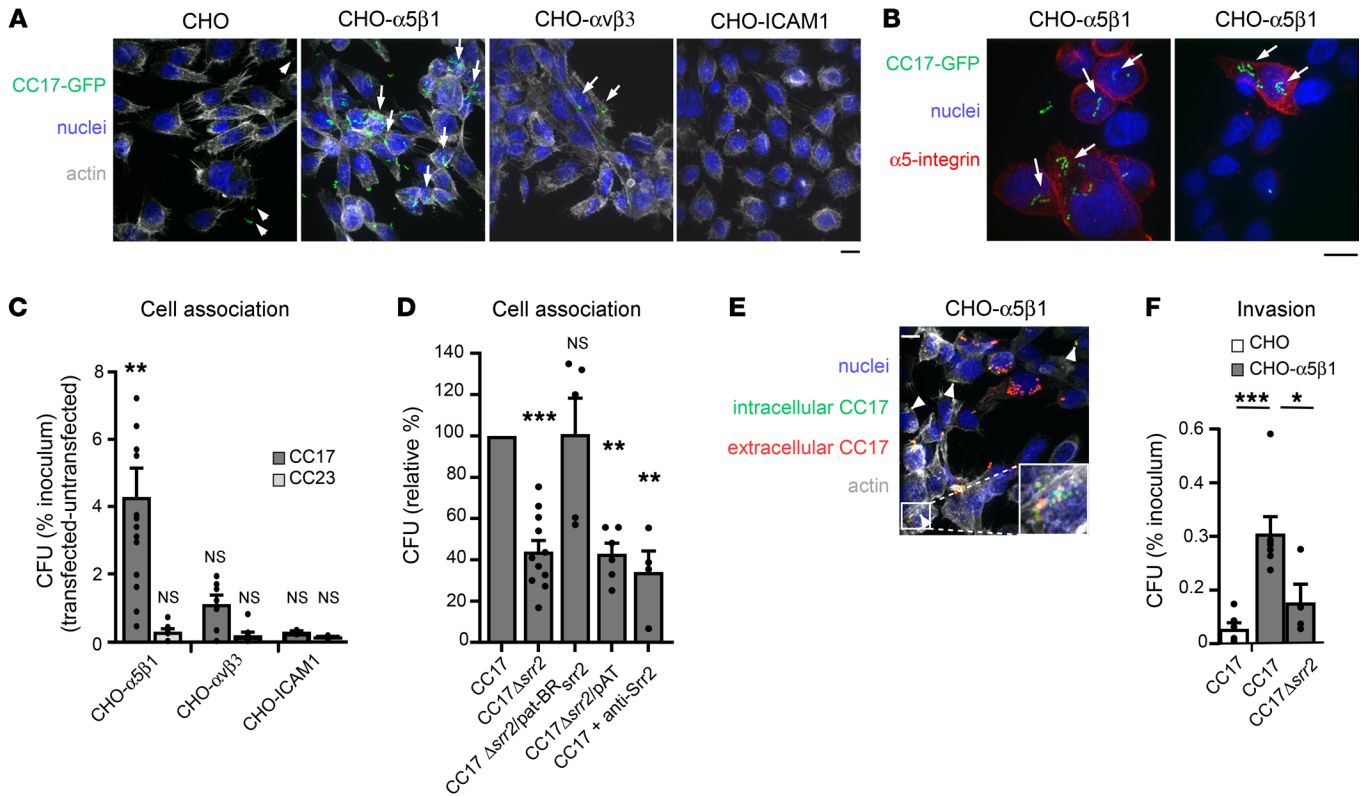 A
CHO
CHO-α5β1
CHO-αvβ3
CHO-ICAM1
CC17-GFP
nuclei
actin
B
CHO-α5β1
CHO-α5β1
CC17-GFP
nuclei
α5-integrin
C
Cell association
CFU (% inoculum)
(transfected-untransfected)
8
6
4
2
0
**
NS
NS
NS
NS
NS
CC17
CC23
CHO-α5β1
CHO-αvβ3
CHO-ICAM1
D
Cell association
CFU (relative %)
140
120
100
80
60
40
20
0
***
NS
**
**
CC17
CC17Δsrr2
CC17 Δsrr2/pat-BRsrr2
CC17Δsrr2/pAT
CC17 + anti-Srr2
E
CHO-α5β1
nuclei
intracellular CC17
extracellular CC17
actin
F
Invasion
CHO
CHO-α5β1
***
*
CFU (% inoculum)
0.6
0.3
0.2
0
CC17
CC17
CC17Δsrr2